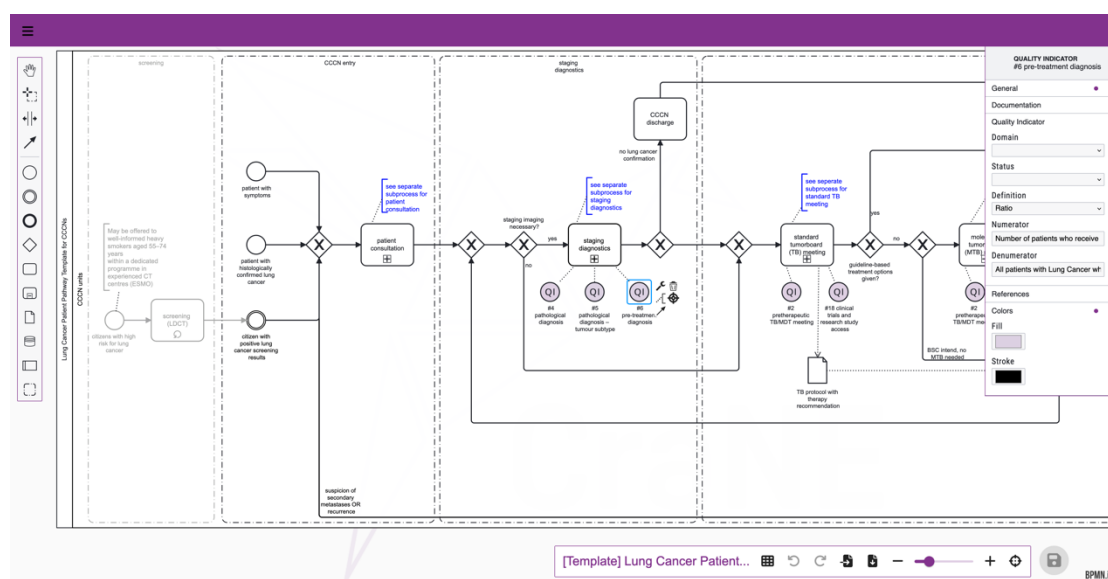 screening
CCCN entry
staging
diagnostics
Lung Cancer Patient Pathway Template for CCCNs
CCCN units
May be offered to
well-informed heavy
smokers aged 55–74
years
within a dedicated
programme in
experienced CT
centres (ESMO)
citizens with high
risk for lung
cancer
screening
(LDCT)
patient with
symptoms
patient with
histologically
confirmed lung
cancer
citizen with
positive lung
cancer screening
results
see separate
subprocess for
patient
consultation
patient
consultation
suspicion of
secondary
metastases OR
recurrence
staging imaging
necessary?
yes
no
see separate
subprocess for
staging
diagnostics
staging
diagnostics
QI
#4
pathological
diagnosis
QI
#5
pathological
diagnosis –
tumour subtype
QI
#6
pre-treatment
diagnosis
CCCN
discharge
no lung cancer
confirmation
see seperate
subprocess for
standard TB
meeting
standard
tumorboard
(TB) meeting
QI
#2
pretherapeutic
TB/MDT meeting
QI
#18 clinical
trials and
research study
access
TB protocol with
therapy
recommendation
guideline-based
treatment options
given?
yes
no
BSC intend, no
MTB needed
mole
tumorb
(MTB)
QI
#2
pretherape
TB/MDT me
QUALITY INDICATOR
#6 pre-treatment diagnosis
General
Documentation
Quality Indicator
Domain
Status
Definition
Ratio
Numerator
Number of patients who receive
Denumerator
All patients with Lung Cancer wh
References
Colors
Fill
Stroke
[Template] Lung Cancer Patient...
BPMN.